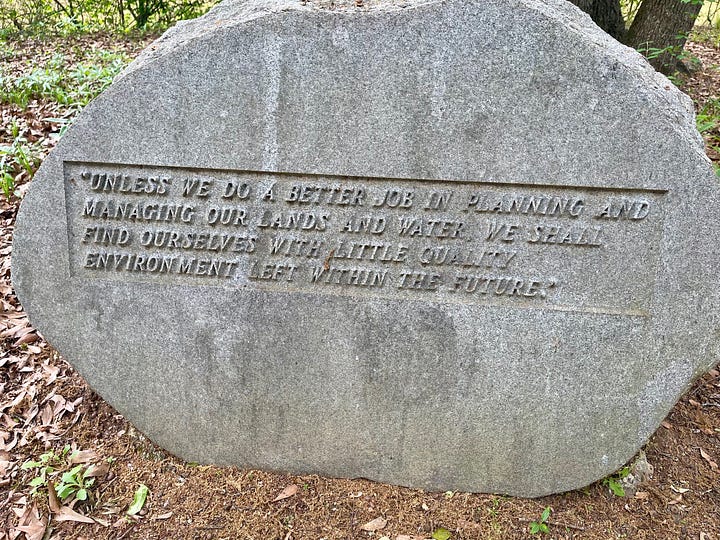 "UNLESS WE DO A BETTER JOB IN PLANNING AND
MANAGING OUR LANDS AND WATER, WE SHALL
FIND OURSELVES WITH LITTLE QUALITY
ENVIRONMENT LEFT WITHIN THE FUTURE."